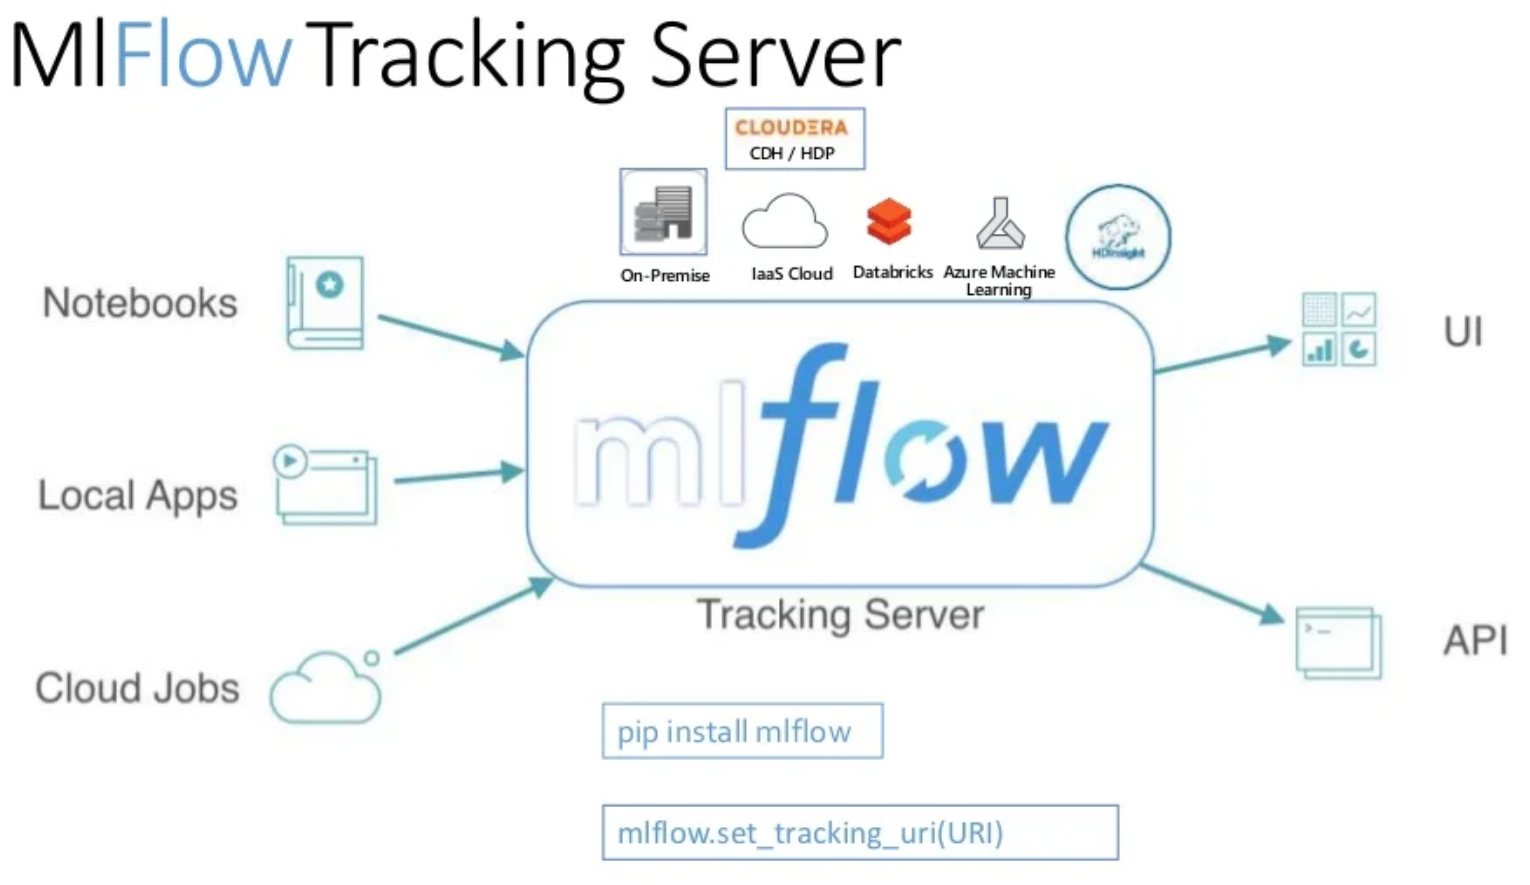 MlFlow Tracking Server
CLOUDERA
CDH / HDP
On-Premise
IaaS Cloud
Databricks
Azure Machine
Learning
HDInsight
Notebooks
Local Apps
Cloud Jobs
mlflow
Tracking Server
UI
>_
API
pip install mlflow
mlflow.set_tracking_uri(URI)